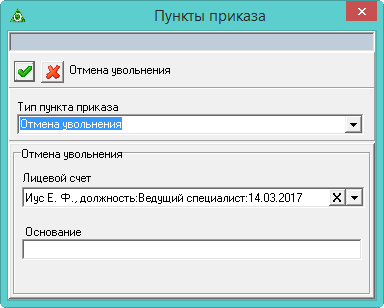 Пункты приказа
Отмена увольнения
Тип пункта приказа
Отмена увольнения
Отмена увольнения
Лицевой счет
Иус Е. Ф., должность:Ведущий специалист:14.03.2017
Основание